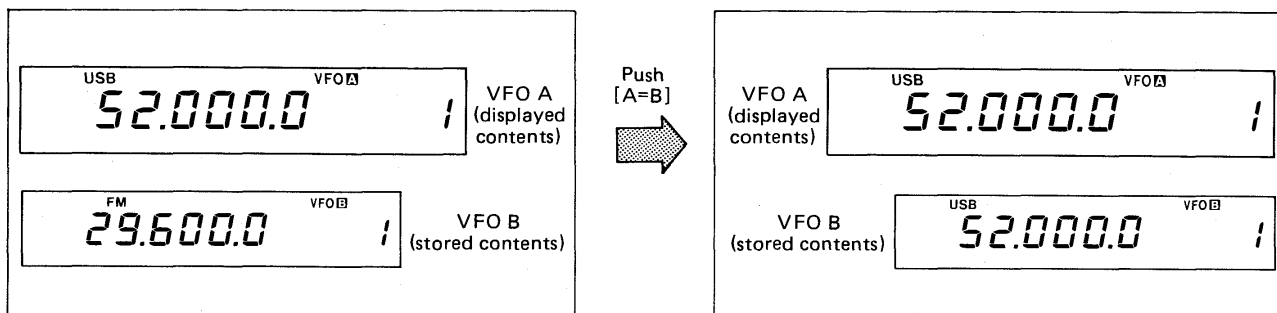 USB VFO A
52.000.0 1
VFO A
(displayed
contents)
FM VFO B
29.600.0 1
VFO B
(stored contents)
Push
[A=B]
VFO A
(displayed
contents)
USB VFO A
52.000.0 1
VFO B
(stored contents)
USB VFO B
52.000.0 1